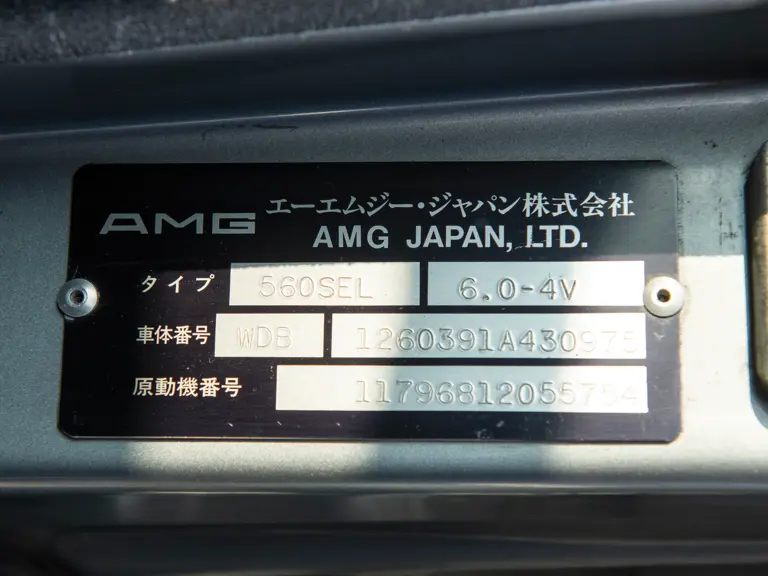 AMG エーエムジー・ジャパン株式会社
AMG JAPAN, LTD.
タイプ 560SEL 6.0-4V
車体番号 WDB 1260391A430975
原動機番号 11796812055754